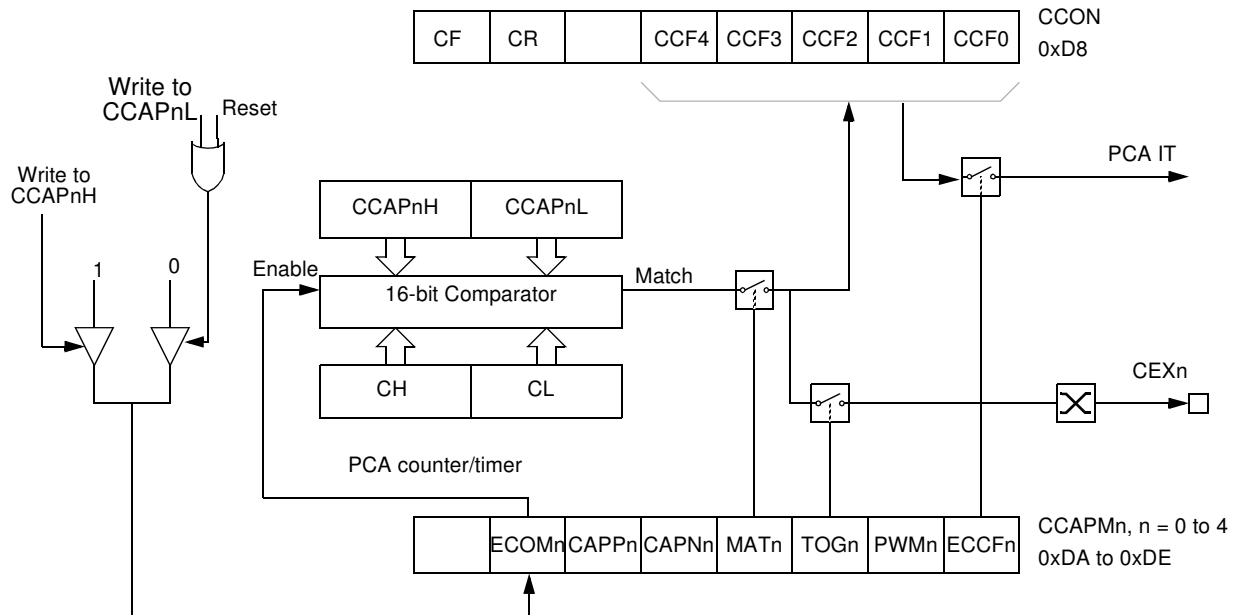 CF CR CCF4 CCF3 CCF2 CCF1 CCF0 CCON
0xD8
Write to
CCAPnL Reset
PCA IT
Write to
CCAPnH
CCAPnH CCAPnL
1 0 Enable Match
16-bit Comparator
CH CL CEXn
PCA counter/timer
ECOMn CAPPn CAPNn MATn TOGn PWMn ECCFn CCAPMn, n = 0 to 4
0xDA to 0xDE